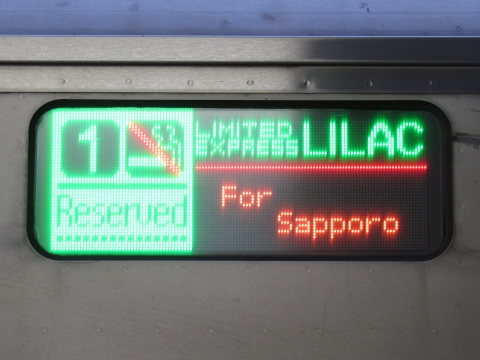 1
Reserved
LIMITED
EXPRESS LILAC
For
Sapporo